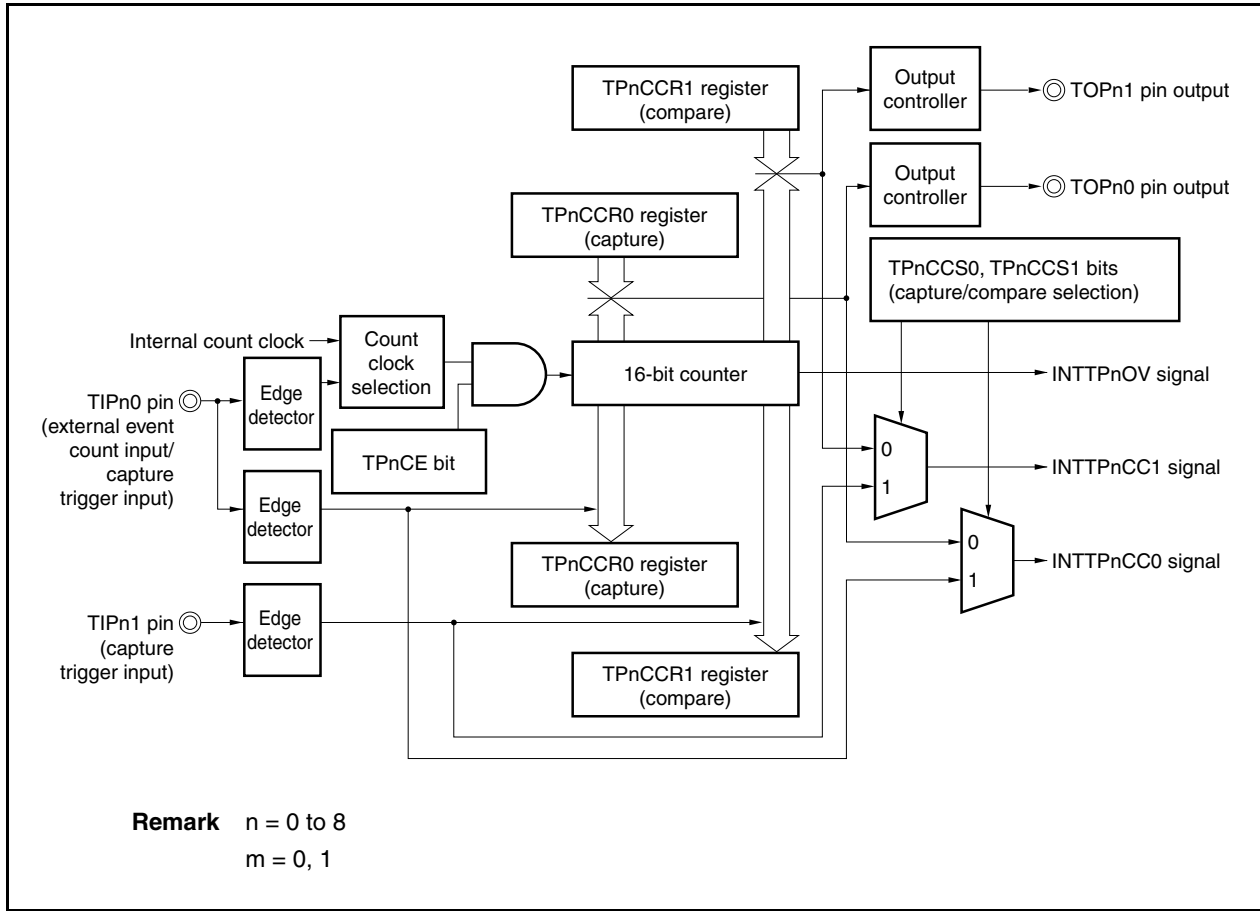 TPnCCR1 register
(compare)
Output
controller
TOPn1 pin output
Output
controller
TOPn0 pin output
TPnCCR0 register
(capture)
TPnCCS0, TPnCCS1 bits
(capture/compare selection)
Internal count clock
Count
clock
selection
16-bit counter
INTTPnOV signal
TIPn0 pin
(external event
count input/
capture
trigger input)
Edge
detector
TPnCE bit
0
1
INTTPnCC1 signal
Edge
detector
TPnCCR0 register
(capture)
0
1
INTTPnCC0 signal
TIPn1 pin
(capture
trigger input)
Edge
detector
TPnCCR1 register
(compare)
Remark n = 0 to 8
m = 0, 1